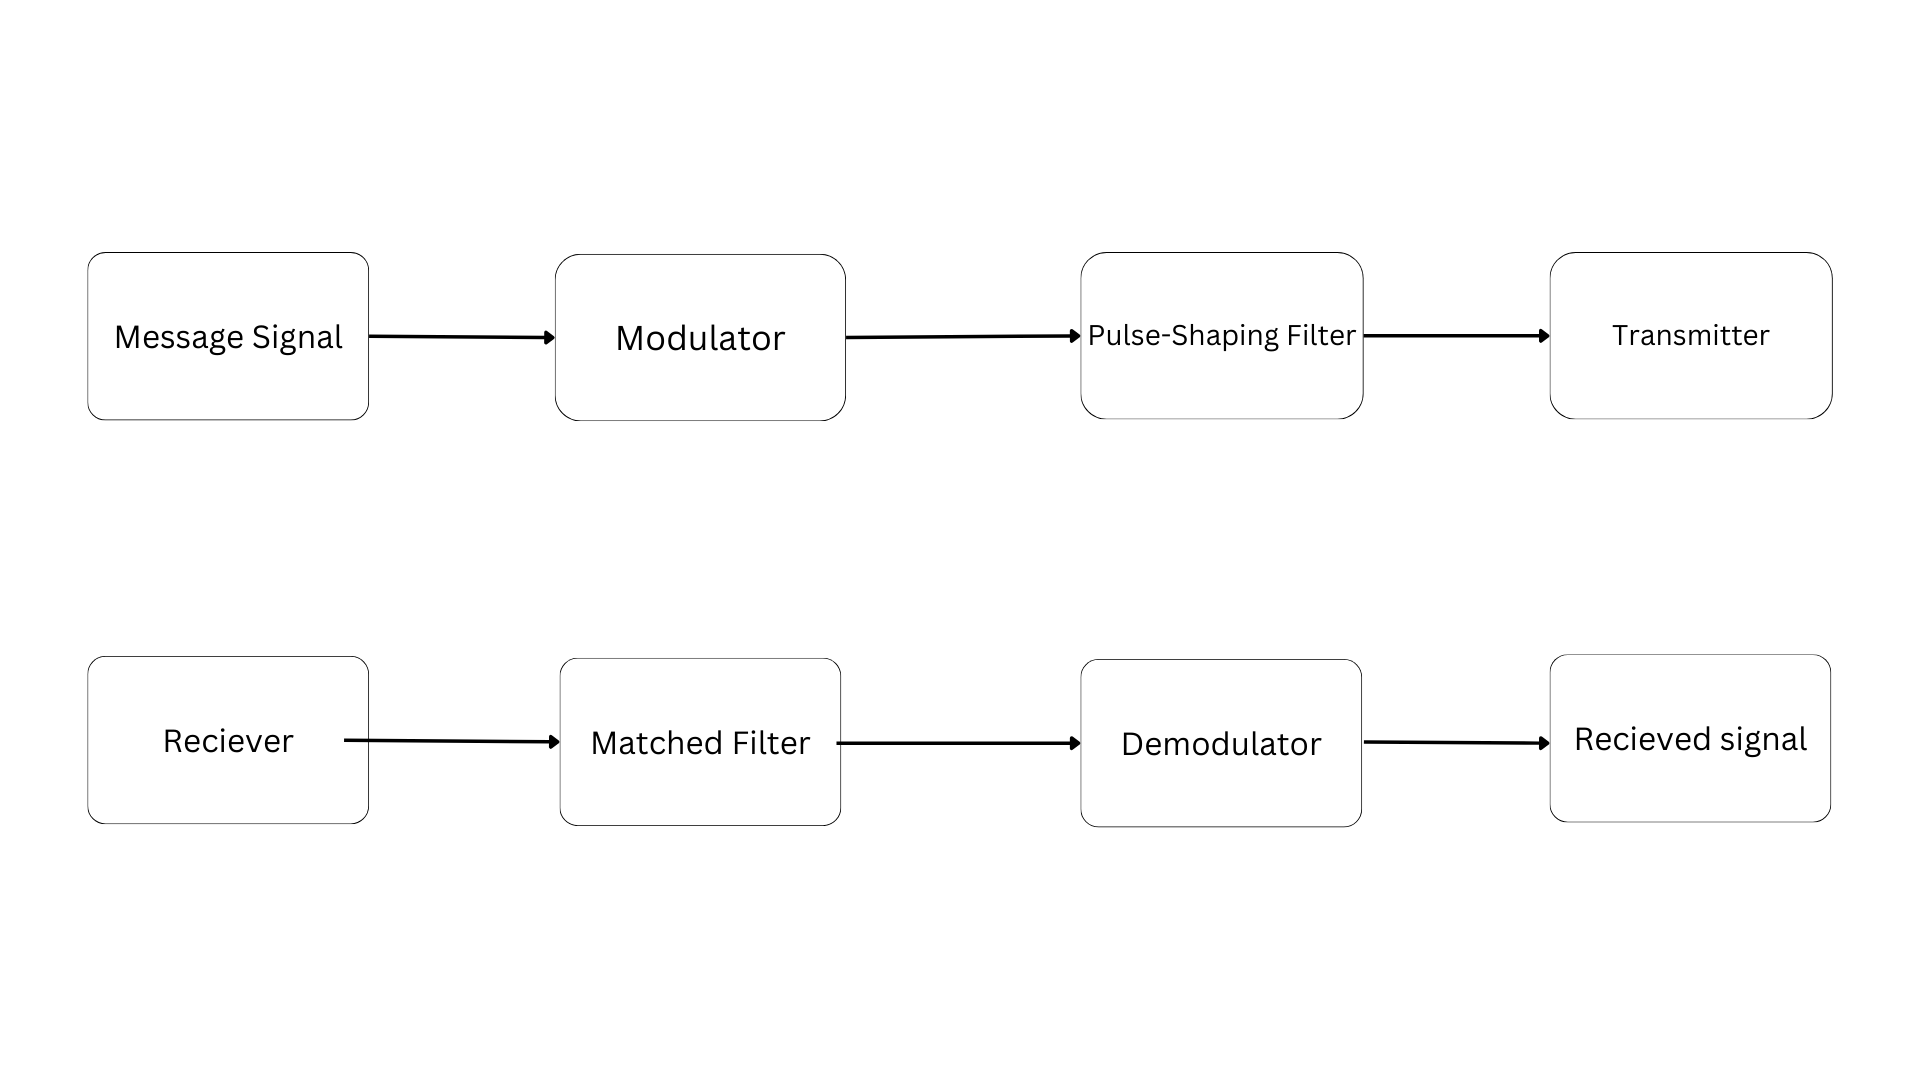 Message Signal
Modulator
Pulse-Shaping Filter
Transmitter
Reciever
Matched Filter
Demodulator
Recieved signal